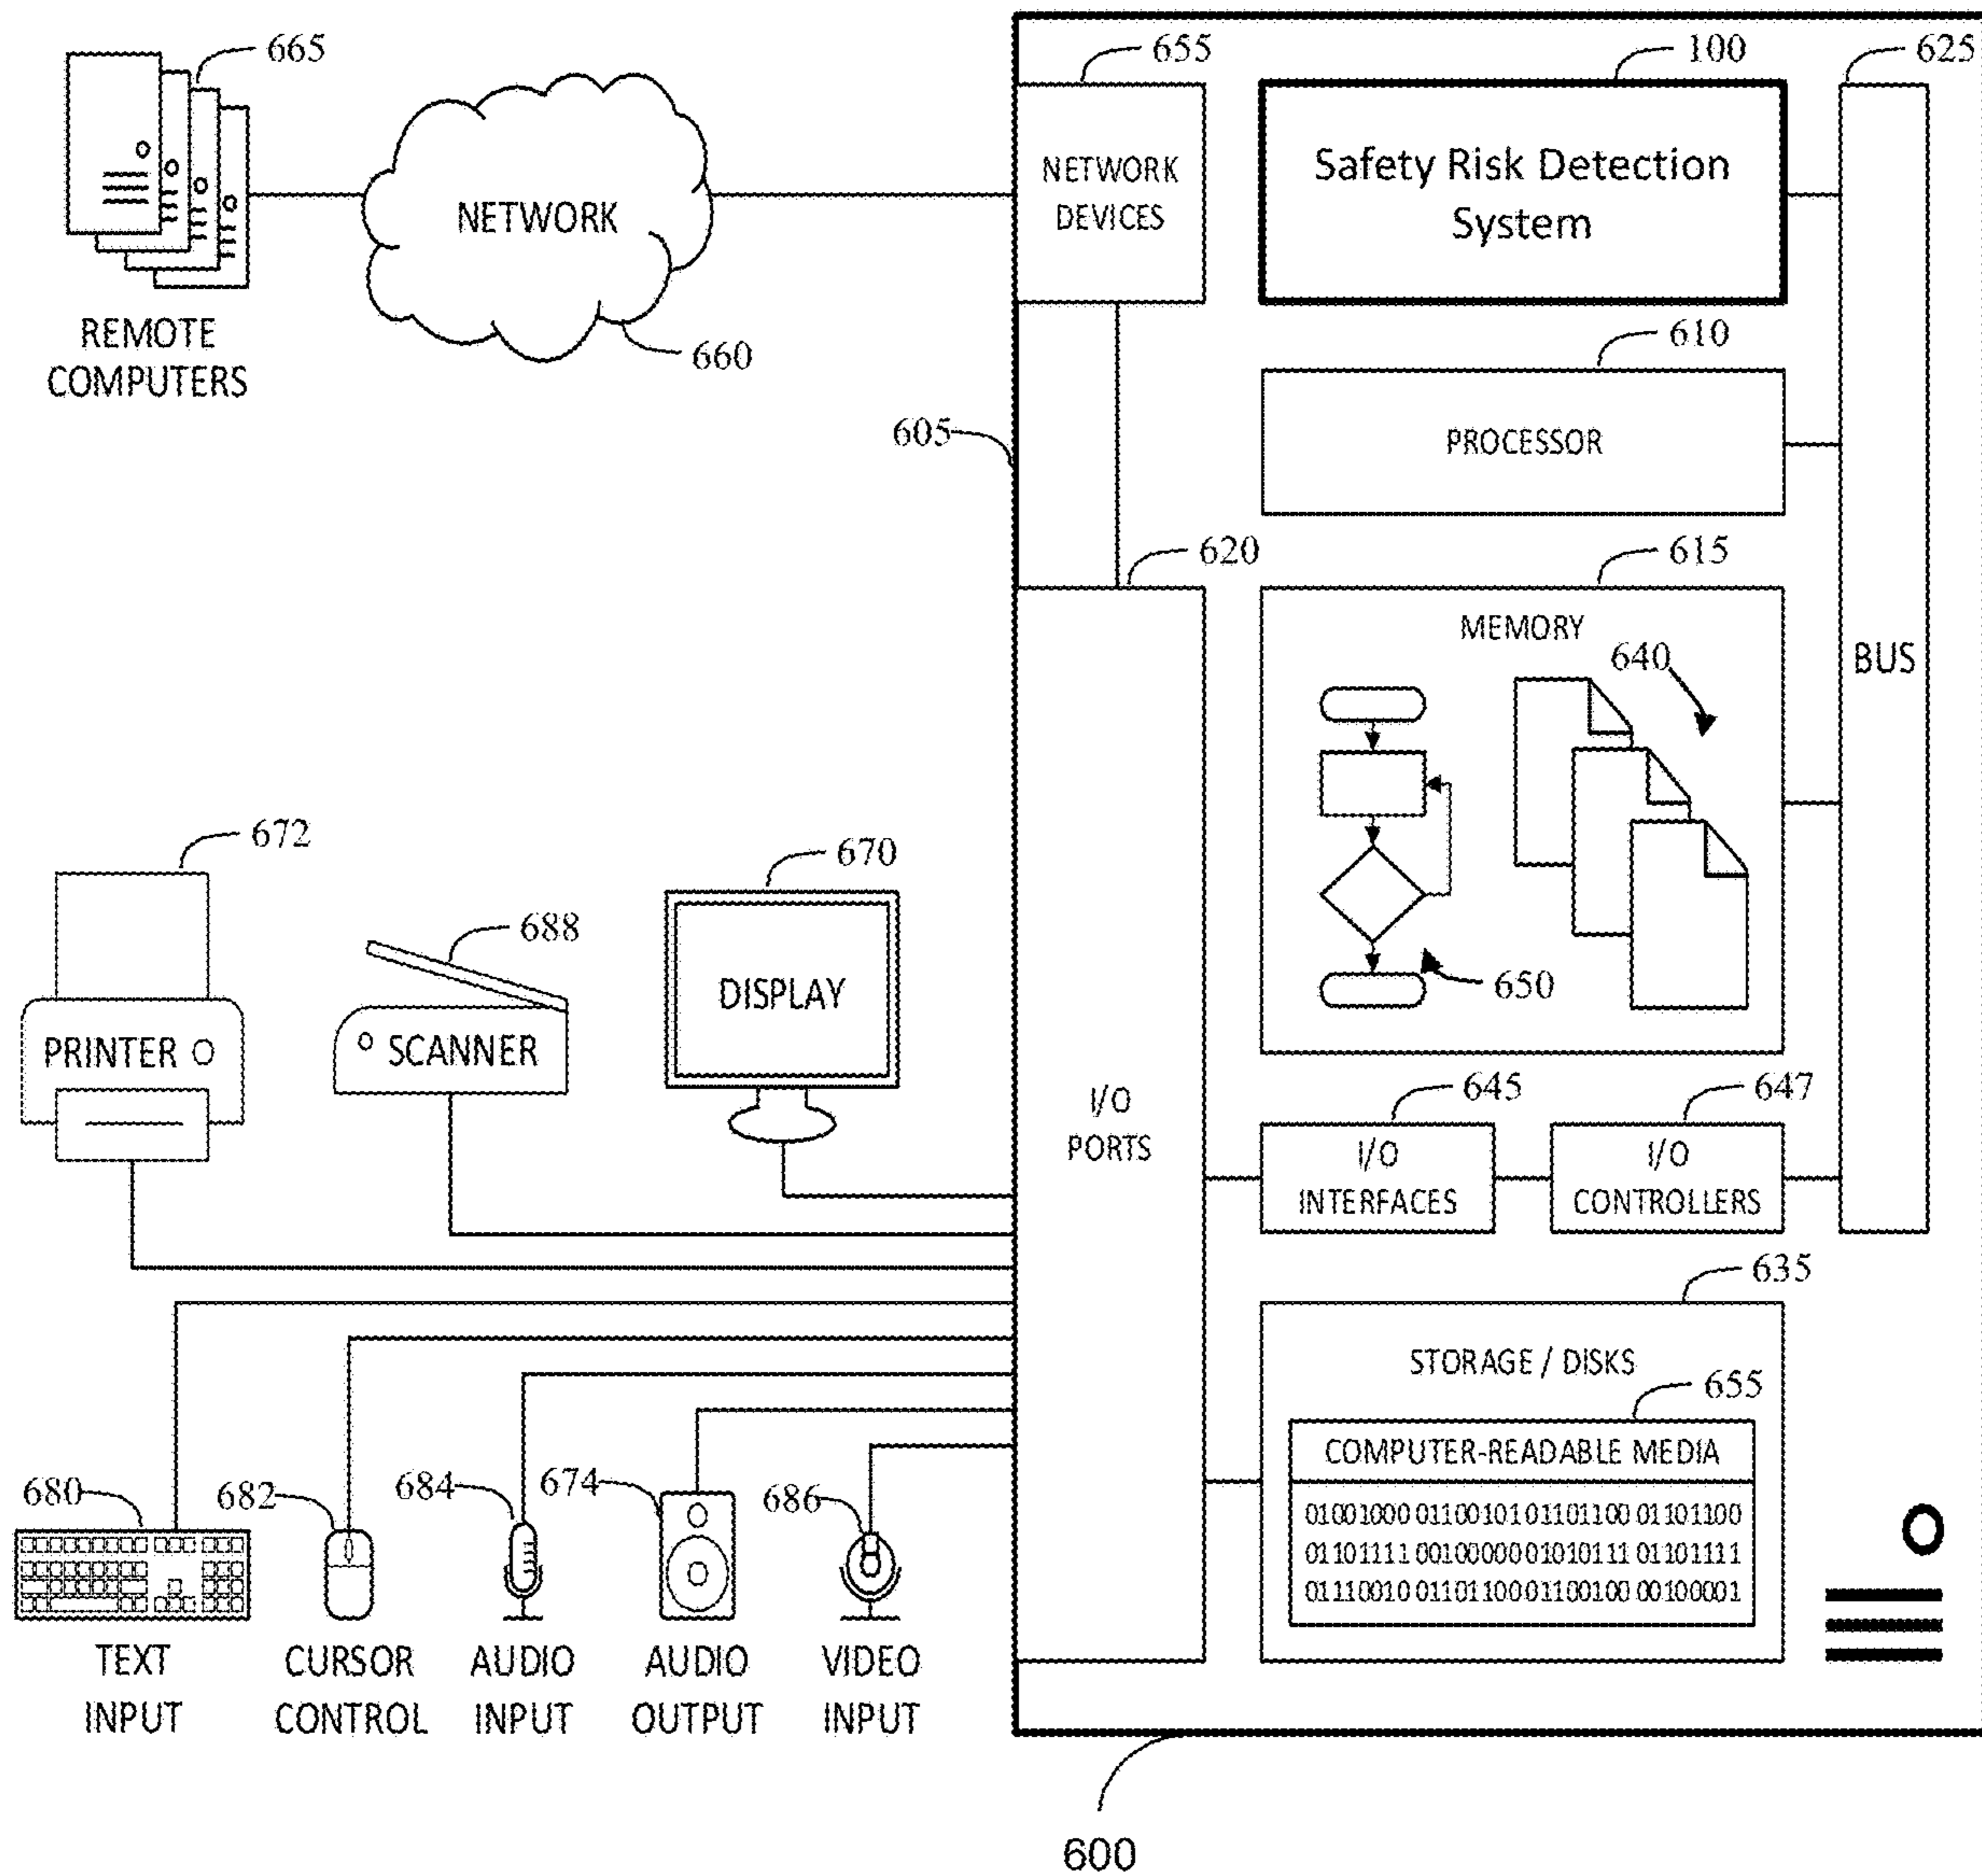 665
655
100
625
NETWORK
DEVICES
Safety Risk Detection
System
NETWORK
REMOTE
COMPUTERS
660
610
605
PROCESSOR
620
615
MEMORY
640
BUS
672
670
688
650
DISPLAY
PRINTER
SCANNER
I/O
PORTS
645
647
I/O
INTERFACES
I/O
CONTROLLERS
635
STORAGE / DISKS
655
COMPUTER-READABLE MEDIA
01001000 01100101 01101100 01101100
01101111 00100000 01010111 01101111
01110010 01101100 01100100 00100001
680
682
684
674
686
TEXT
INPUT
CURSOR
CONTROL
AUDIO
INPUT
AUDIO
OUTPUT
VIDEO
INPUT
600